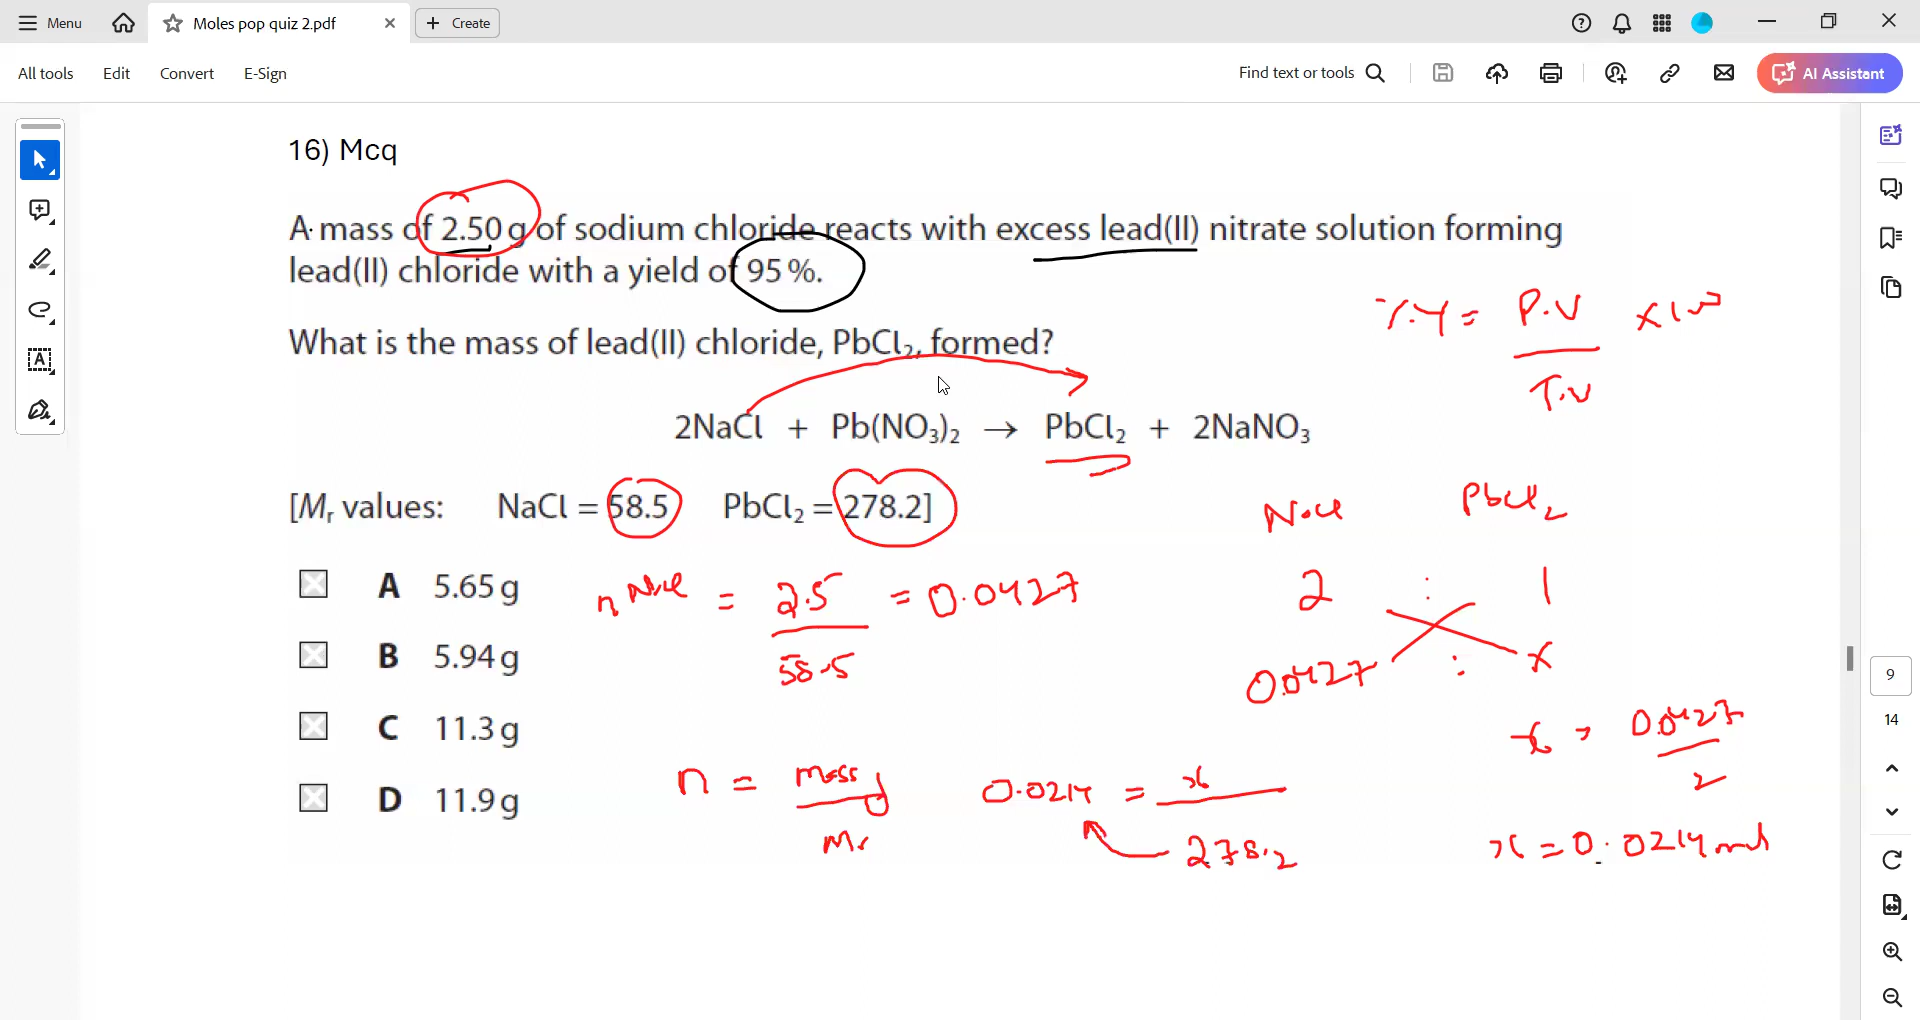 Menu
Moles pop quiz 2.pdf
Create
All tools
Edit
Convert
E-Sign
Find text or tools
AI Assistant
16) Mcq
A mass of 2.50 g of sodium chloride reacts with excess lead(II) nitrate solution forming
lead(II) chloride with a yield of 95 %.
%.Y = P.V x100
T.V
What is the mass of lead(II) chloride, PbCl₂, formed?
2NaCl + Pb(NO₃)₂ → PbCl₂ + 2NaNO₃
[Mr values: NaCl = 58.5 PbCl₂ = 278.2]
NaCl PbCl₂
A 5.65 g
n NaCl = 2.5 = 0.0427
58.5
2 : 1
0.0427 : x
B 5.94 g
C 11.3 g
x = 0.0427
2
D 11.9 g
n = mass g
Mr
0.0214 = x
278.2
x = 0.0214 mol
9
14